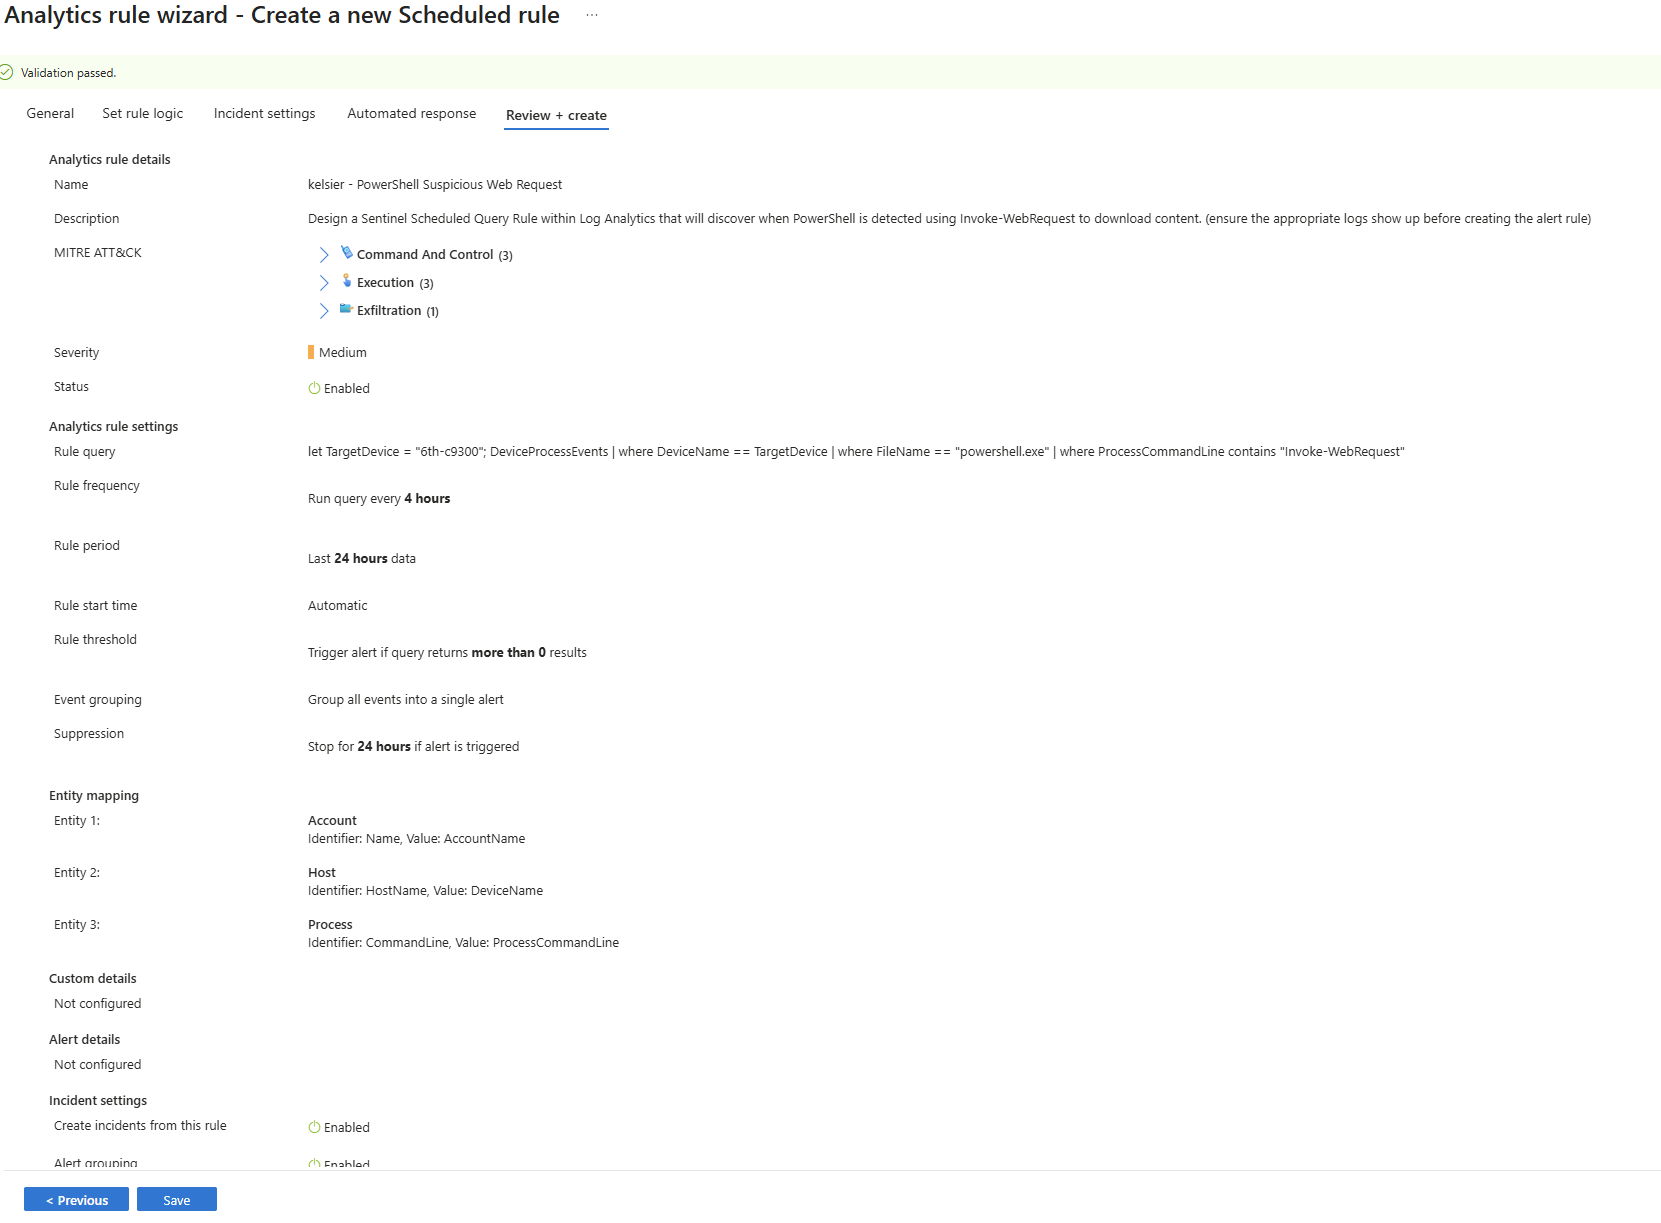 Analytics rule wizard - Create a new Scheduled rule ...
Validation passed.
General Set rule logic Incident settings Automated response Review + create
Analytics rule details
Name kelsier - PowerShell Suspicious Web Request
Description Design a Sentinel Scheduled Query Rule within Log Analytics that will discover when PowerShell is detected using Invoke-WebRequest to download content. (ensure the appropriate logs show up before creating the alert rule)
MITRE ATT&CK Command And Control (3)
Execution (3)
Exfiltration (1)
Severity Medium
Status Enabled
Analytics rule settings
Rule query let TargetDevice = "6th-c9300"; DeviceProcessEvents | where DeviceName == TargetDevice | where FileName == "powershell.exe" | where ProcessCommandLine contains "Invoke-WebRequest"
Rule frequency
Run query every 4 hours
Rule period
Last 24 hours data
Rule start time Automatic
Rule threshold
Trigger alert if query returns more than 0 results
Event grouping Group all events into a single alert
Suppression
Stop for 24 hours if alert is triggered
Entity mapping
Entity 1: Account
Identifier: Name, Value: AccountName
Entity 2: Host
Identifier: HostName, Value: DeviceName
Entity 3: Process
Identifier: CommandLine, Value: ProcessCommandLine
Custom details
Not configured
Alert details
Not configured
Incident settings
Create incidents from this rule Enabled
Alert grouping Enabled
< Previous Save